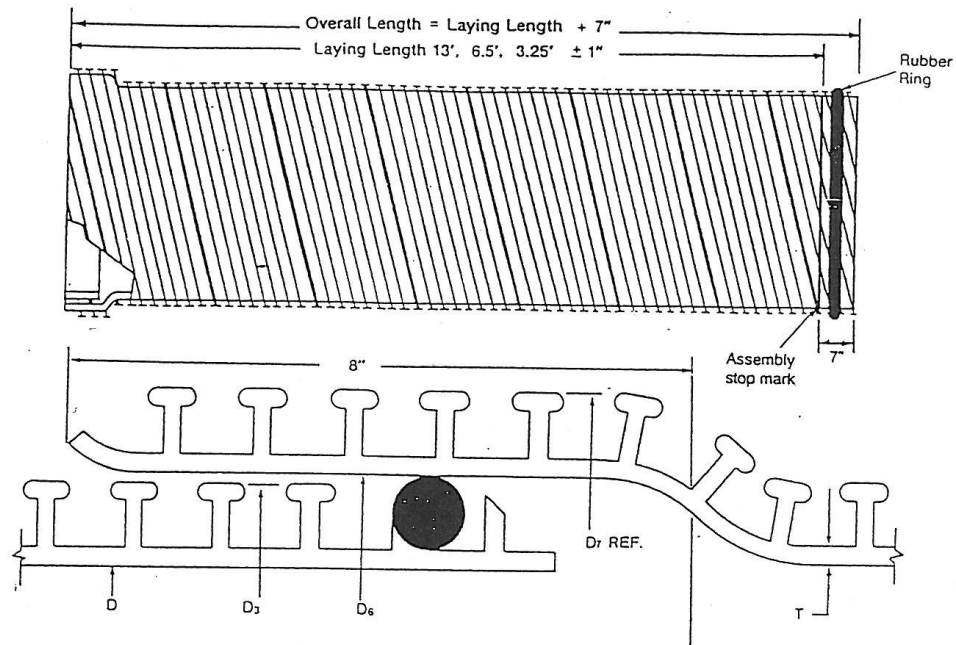 Overall Length = Laying Length + 7"
Laying Length 13', 6.5', 3.25' ± 1"
Rubber
Ring
Assembly
stop mark
7"
8"
D₇ REF.
D
D₃
D₆
T